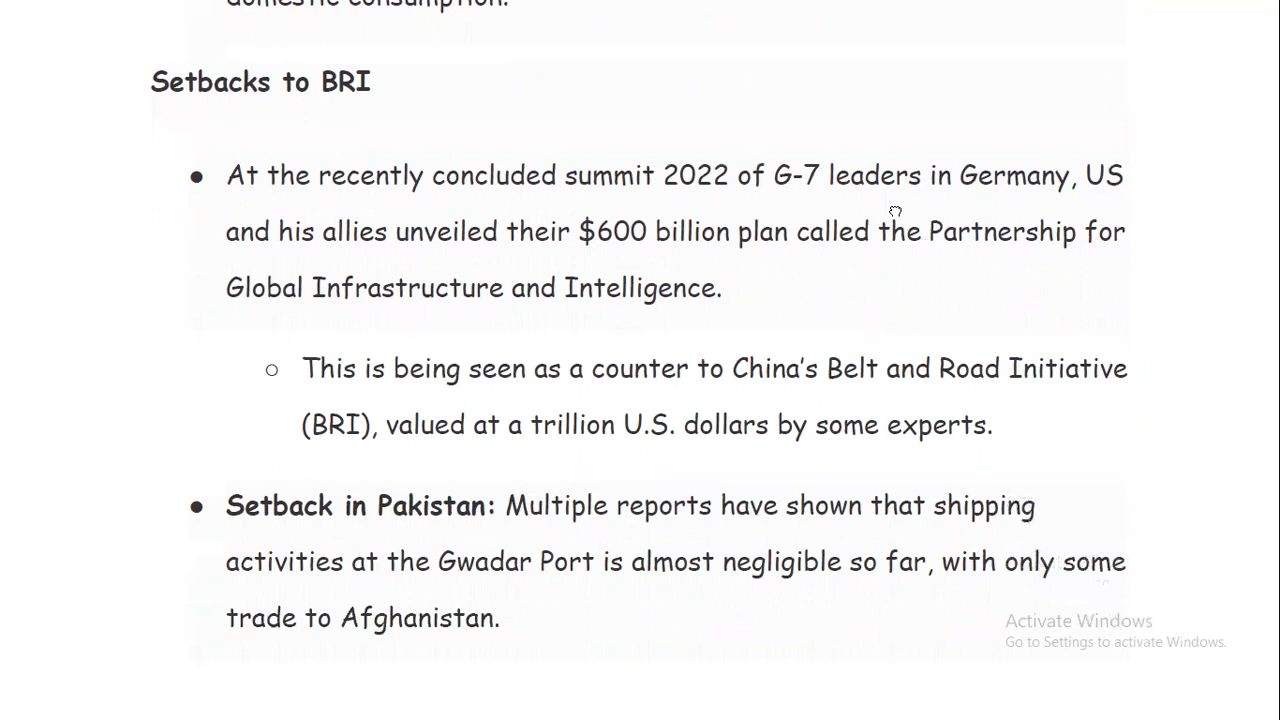 domestic consumption.
Setbacks to BRI
● At the recently concluded summit 2022 of G-7 leaders in Germany, US
and his allies unveiled their $600 billion plan called the Partnership for
Global Infrastructure and Intelligence.
○ This is being seen as a counter to China's Belt and Road Initiative
(BRI), valued at a trillion U.S. dollars by some experts.
● Setback in Pakistan: Multiple reports have shown that shipping
activities at the Gwadar Port is almost negligible so far, with only some
trade to Afghanistan.
Activate Windows
Go to Settings to activate Windows.